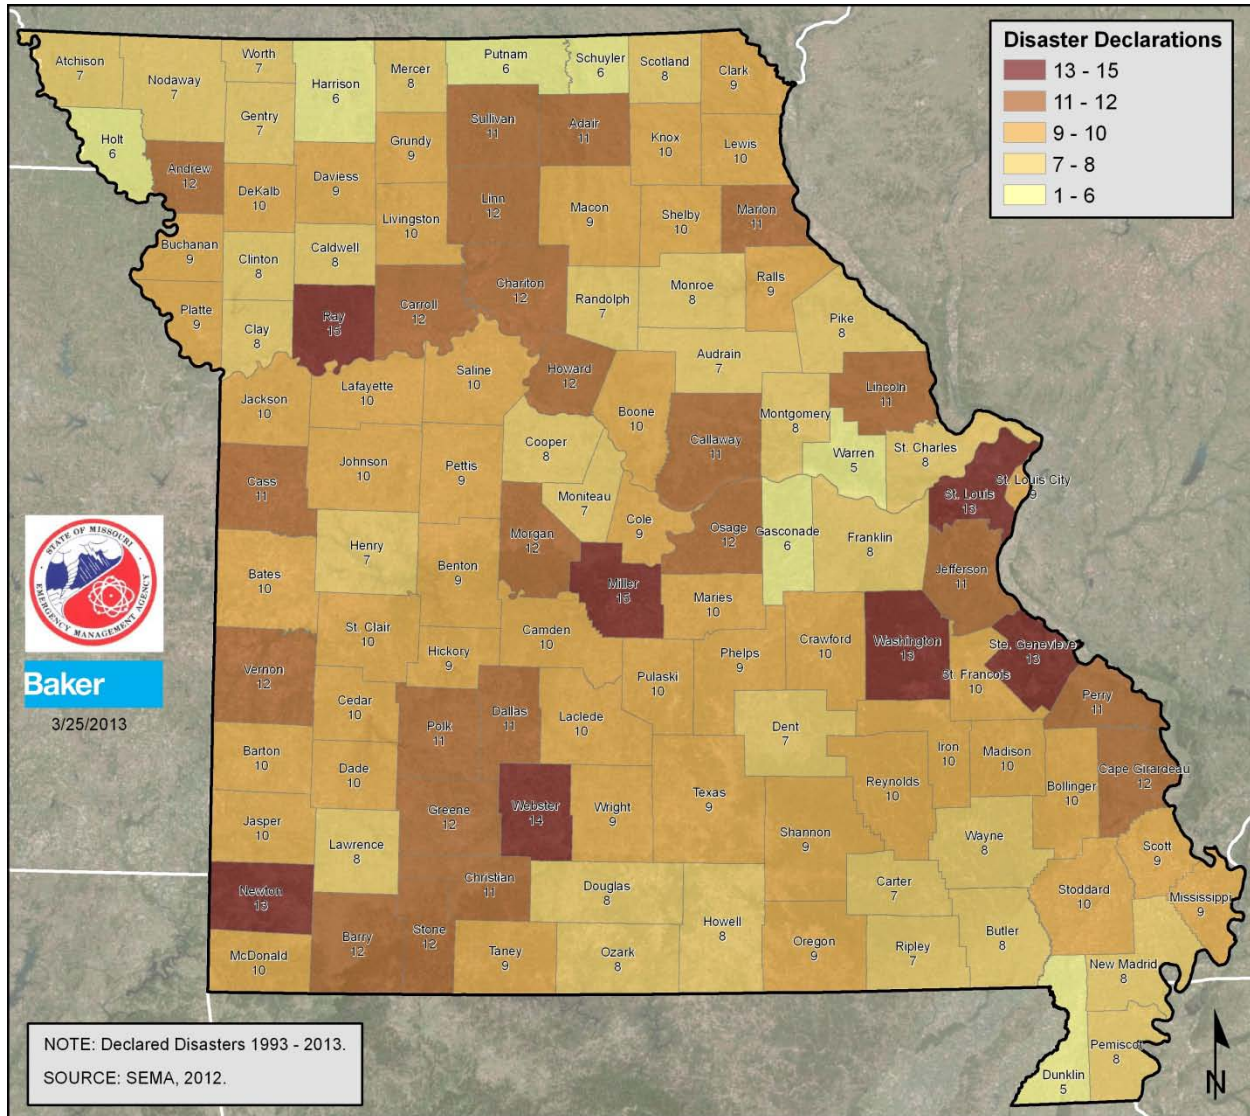 Disaster Declarations
13 - 15
11 - 12
9 - 10
7 - 8
1 - 6
Atchison
7
Nodaway
7
Worth
7
Harrison
6
Mercer
8
Putnam
6
Schuyler
6
Scotland
8
Clark
9
Holt
6
Andrew
12
Gentry
7
DeKalb
10
Daviess
9
Grundy
9
Sullivan
11
Adair
11
Knox
10
Lewis
10
Livingston
10
Linn
12
Macon
9
Shelby
10
Marion
11
Buchanan
9
Clinton
8
Caldwell
8
Platte
9
Clay
8
Ray
15
Carroll
12
Chariton
12
Randolph
7
Monroe
8
Ralls
9
Pike
8
Audrain
7
Jackson
10
Lafayette
10
Saline
10
Howard
12
Boone
10
Callaway
11
Montgomery
8
Lincoln
11
Warren
5
St. Charles
8
St. Louis
13
St. Louis City
9
Cass
11
Johnson
10
Pettis
9
Cooper
8
Moniteau
7
Cole
9
Osage
12
Gasconade
6
Franklin
8
Jefferson
11
Henry
7
Morgan
12
Miller
15
Bates
10
Benton
9
Maries
10
Crawford
10
Washington
13
Ste. Genevieve
13
St. Francois
10
Perry
11
St. Clair
10
Hickory
9
Camden
10
Pulaski
10
Phelps
9
Vernon
12
Cedar
10
Polk
11
Dallas
11
Laclede
10
Dent
7
Iron
10
Madison
10
Bollinger
10
Cape Girardeau
12
Reynolds
10
Barton
10
Dade
10
Greene
12
Webster
14
Wright
9
Texas
9
Shannon
9
Wayne
8
Scott
9
Jasper
10
Lawrence
8
Christian
11
Douglas
8
Howell
8
Carter
7
Stoddard
10
Mississippi
9
Newton
13
McDonald
10
Barry
12
Stone
12
Taney
9
Ozark
8
Oregon
9
Ripley
7
Butler
8
New Madrid
8
Pemiscot
8
Dunklin
5
STATE OF MISSOURI
EMERGENCY MANAGEMENT AGENCY
Baker
3/25/2013
NOTE: Declared Disasters 1993 - 2013.
SOURCE: SEMA, 2012.
N